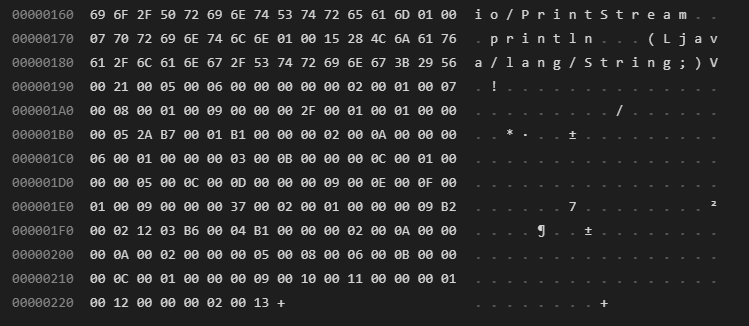 00000160 69 6F 2F 50 72 69 6E 74 53 74 72 65 61 6D 01 00 i o / P r i n t S t r e a m . .
00000170 07 70 72 69 6E 74 6C 6E 01 00 15 28 4C 6A 61 76 . p r i n t l n . . . ( L j a v
00000180 61 2F 6C 61 6E 67 2F 53 74 72 69 6E 67 3B 29 56 a / l a n g / S t r i n g ; ) V
00000190 00 21 00 05 00 06 00 00 00 00 00 02 00 01 00 07 . ! . . . . . . . . . . . . . .
000001A0 00 08 00 01 00 09 00 00 00 2F 00 01 00 01 00 00 . . . . . . . . . / . . . . . .
000001B0 00 05 2A B7 00 01 B1 00 00 00 02 00 0A 00 00 00 . . * · . . ± . . . . . . . . .
000001C0 06 00 01 00 00 00 03 00 0B 00 00 00 0C 00 01 00 . . . . . . . . . . . . . . . .
000001D0 00 00 05 00 0C 00 0D 00 00 00 09 00 0E 00 0F 00 . . . . . . . . . . . . . . . .
000001E0 01 00 09 00 00 00 37 00 02 00 01 00 00 00 09 B2 . . . . . . 7 . . . . . . . . ²
000001F0 00 02 12 03 B6 00 04 B1 00 00 00 02 00 0A 00 00 . . . . ¶ . . ± . . . . . . . .
00000200 00 0A 00 02 00 00 00 05 00 08 00 06 00 0B 00 00 . . . . . . . . . . . . . . . .
00000210 00 0C 00 01 00 00 00 09 00 10 00 11 00 00 00 01 . . . . . . . . . . . . . . . .
00000220 00 12 00 00 00 02 00 13 + . . . . . . . . +